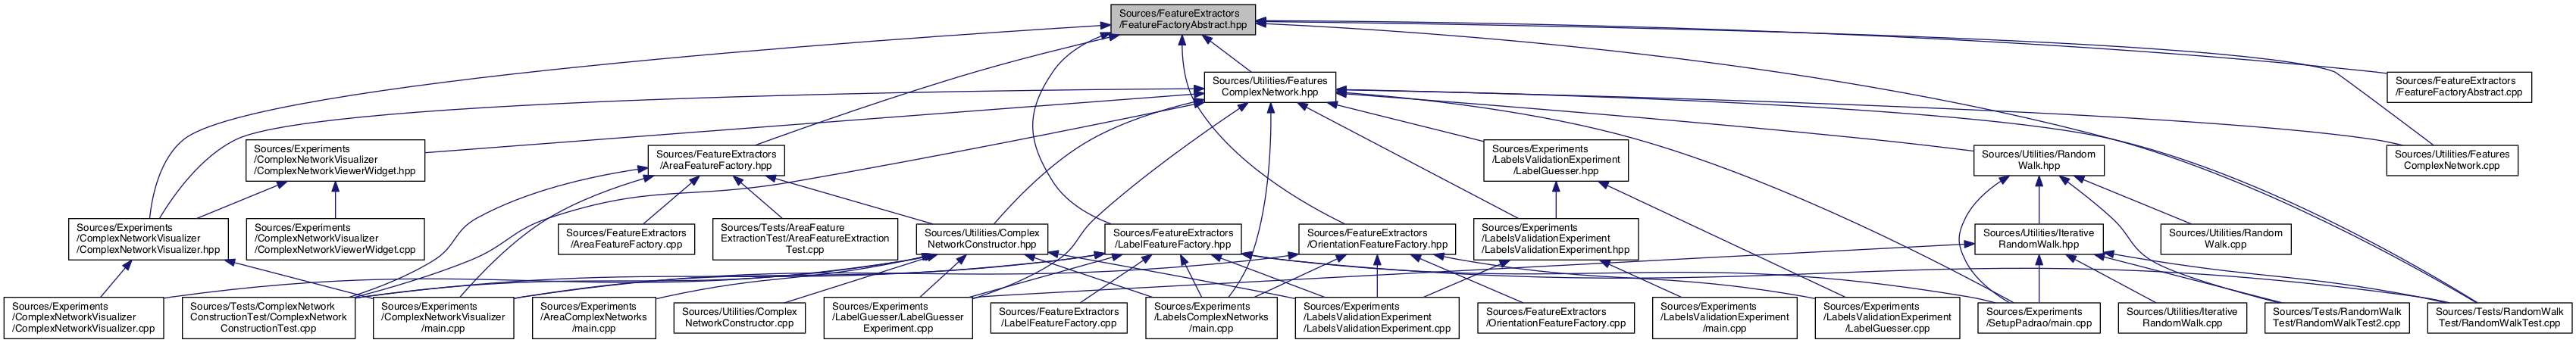 Sources/FeatureExtractors
/FeatureFactoryAbstract.hpp
Sources/Utilities/Features
ComplexNetwork.hpp
Sources/FeatureExtractors
/FeatureFactoryAbstract.cpp
Sources/Experiments
/ComplexNetworkVisualizer
/ComplexNetworkViewerWidget.hpp
Sources/FeatureExtractors
/AreaFeatureFactory.hpp
Sources/Experiments
/LabelsValidationExperiment
/LabelGuesser.hpp
Sources/Utilities/Random
Walk.hpp
Sources/Utilities/Features
ComplexNetwork.cpp
Sources/Experiments
/ComplexNetworkVisualizer
/ComplexNetworkVisualizer.hpp
Sources/Experiments
/ComplexNetworkVisualizer
/ComplexNetworkViewerWidget.cpp
Sources/FeatureExtractors
/AreaFeatureFactory.cpp
Sources/Tests/AreaFeature
ExtractionTest/AreaFeatureExtraction
Test.cpp
Sources/Utilities/Complex
NetworkConstructor.hpp
Sources/FeatureExtractors
/LabelFeatureFactory.hpp
Sources/FeatureExtractors
/OrientationFeatureFactory.hpp
Sources/Experiments
/LabelsValidationExperiment
/LabelsValidationExperiment.hpp
Sources/Utilities/Iterative
RandomWalk.hpp
Sources/Utilities/Random
Walk.cpp
Sources/Experiments
/ComplexNetworkVisualizer
/ComplexNetworkVisualizer.cpp
Sources/Tests/ComplexNetwork
ConstructionTest/ComplexNetwork
ConstructionTest.cpp
Sources/Experiments
/ComplexNetworkVisualizer
/main.cpp
Sources/Experiments
/AreaComplexNetworks
/main.cpp
Sources/Utilities/Complex
NetworkConstructor.cpp
Sources/Experiments
/LabelGuesser/LabelGuesser
Experiment.cpp
Sources/FeatureExtractors
/LabelFeatureFactory.cpp
Sources/Experiments
/LabelsComplexNetworks
/main.cpp
Sources/Experiments
/LabelsValidationExperiment
/LabelsValidationExperiment.cpp
Sources/FeatureExtractors
/OrientationFeatureFactory.cpp
Sources/Experiments
/LabelsValidationExperiment
/main.cpp
Sources/Experiments
/LabelsValidationExperiment
/LabelGuesser.cpp
Sources/Experiments
/SetupPadrao/main.cpp
Sources/Utilities/Iterative
RandomWalk.cpp
Sources/Tests/RandomWalk
Test/RandomWalkTest2.cpp
Sources/Tests/RandomWalk
Test/RandomWalkTest.cpp